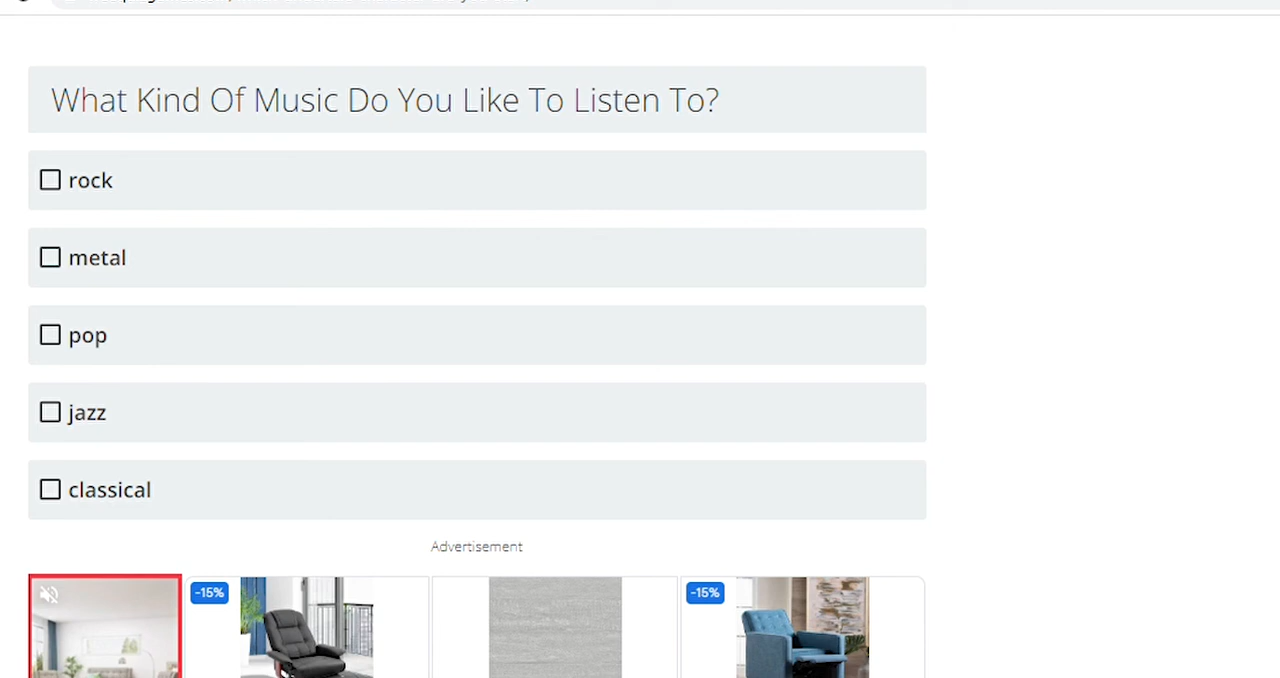 What Kind Of Music Do You Like To Listen To?
rock
metal
pop
jazz
classical
Advertisement
-15%
-15%